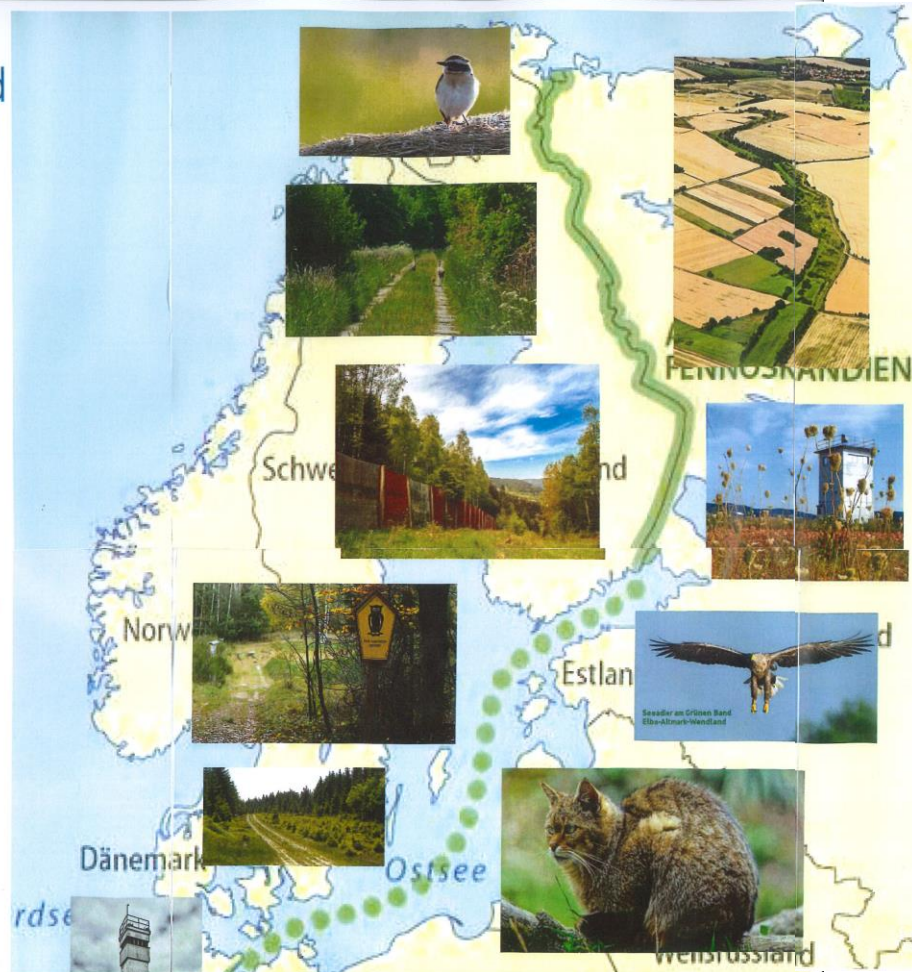 d
FENNOSKANDIEN
Schwe
nd
Norw
Estlan
d
Seeadler am Grünen Band
Elbe-Altmark-Wendland
Dänemark
Ostsee
rdse
Weißrussland